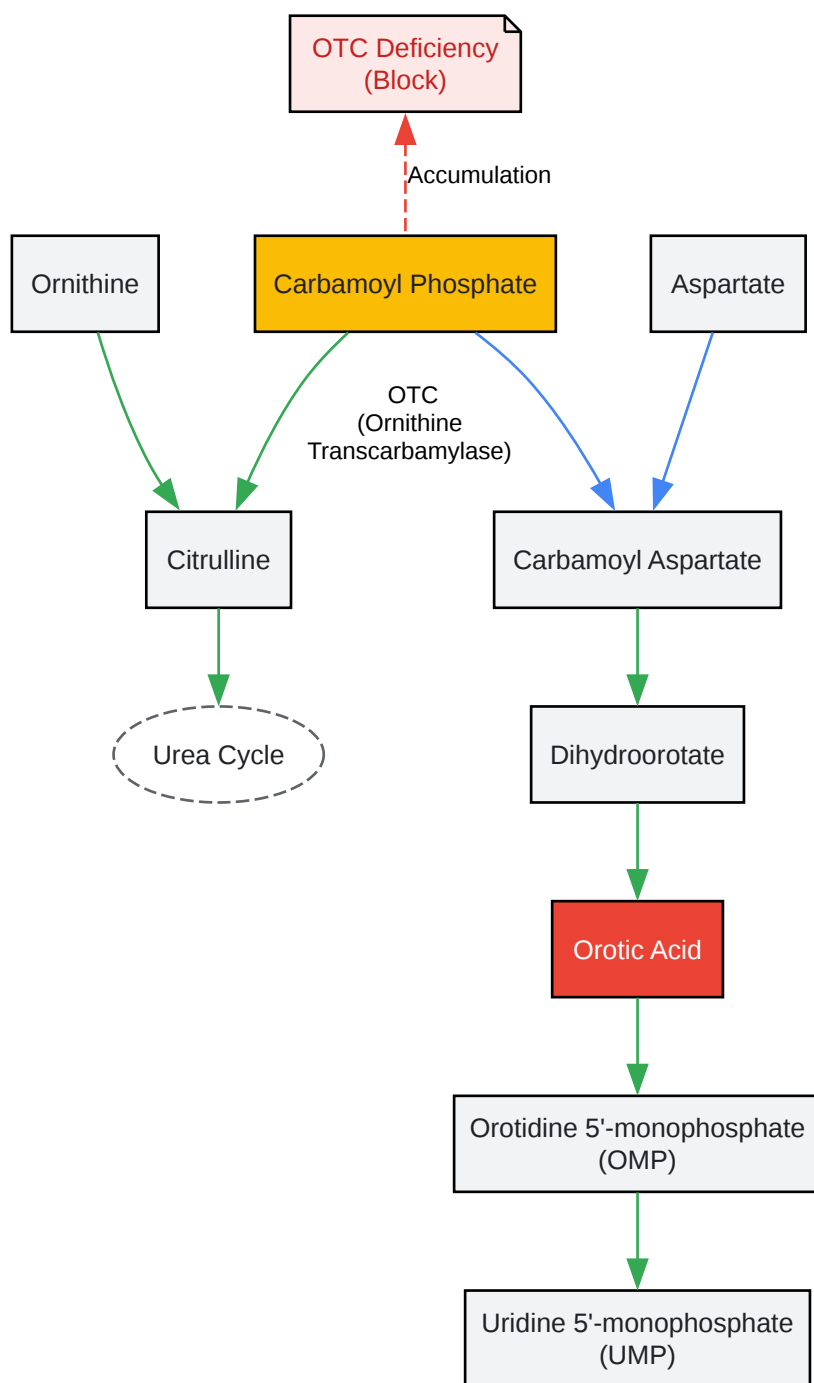 OTC Deficiency
(Block)
Accumulation
Ornithine
Carbamoyl Phosphate
Aspartate
OTC
(Ornithine
Transcarbamylase)
Citrulline
Carbamoyl Aspartate
Urea Cycle
Dihydroorotate
Orotic Acid
Orotidine 5'-monophosphate
(OMP)
Uridine 5'-monophosphate
(UMP)